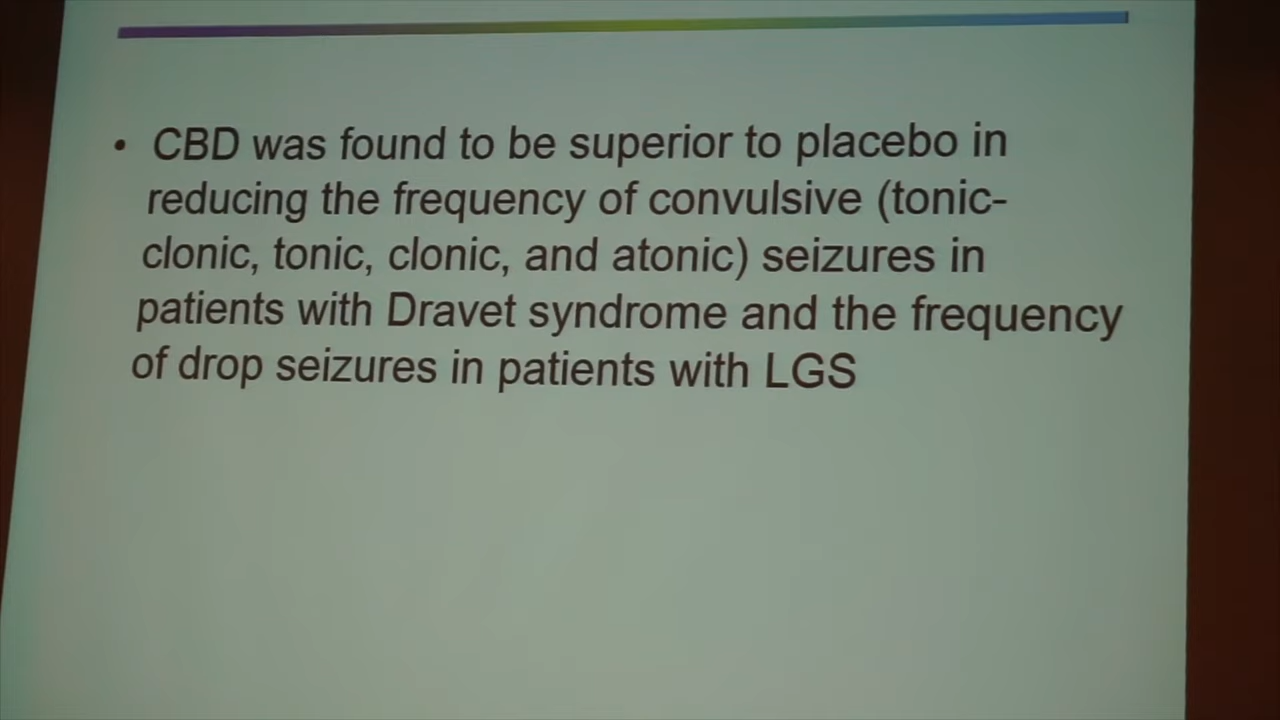 • CBD was found to be superior to placebo in
reducing the frequency of convulsive (tonic-
clonic, tonic, clonic, and atonic) seizures in
patients with Dravet syndrome and the frequency
of drop seizures in patients with LGS